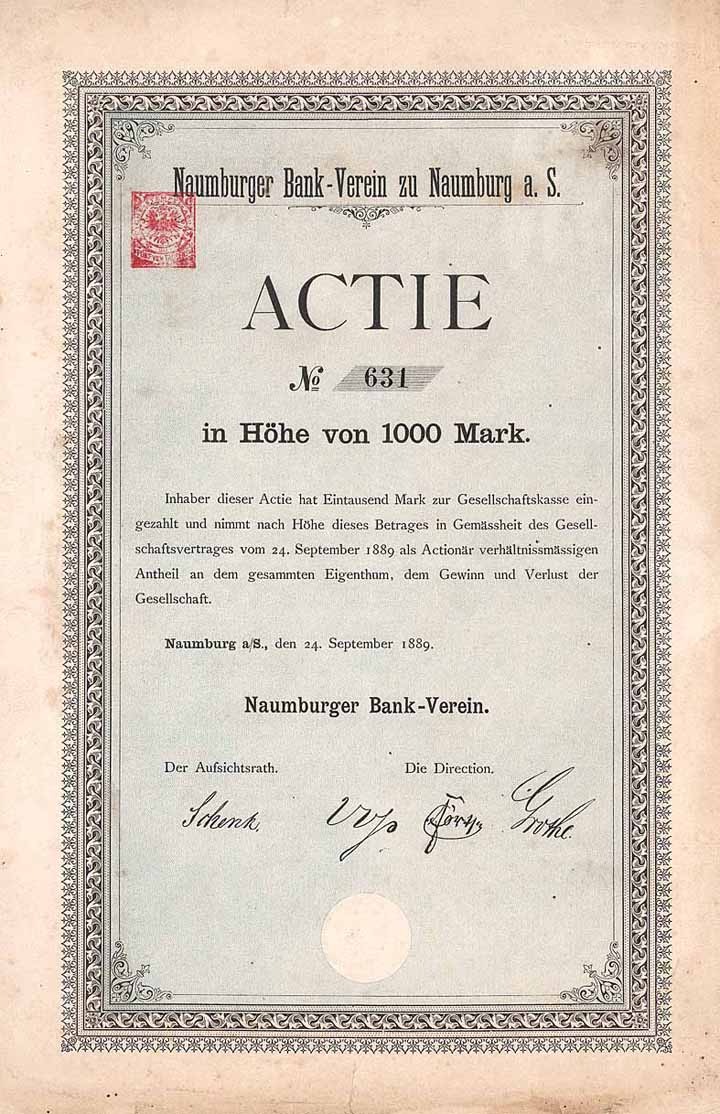 Naumburger Bank-Verein zu Naumburg a. S.
ACTIE
No 631
in Höhe von 1000 Mark.
Inhaber dieser Actie hat Eintausend Mark zur Gesellschaftskasse ein-
gezahlt und nimmt nach Höhe dieses Betrages in Gemässheit des Gesell-
schaftsvertrages vom 24. September 1889 als Actionär verhältnissmässigen
Antheil an dem gesammten Eigenthum, dem Gewinn und Verlust der
Gesellschaft.
Naumburg a/S., den 24. September 1889.
Naumburger Bank-Verein.
Der Aufsichtsrath. Die Direction.
Schenk. Grothe.